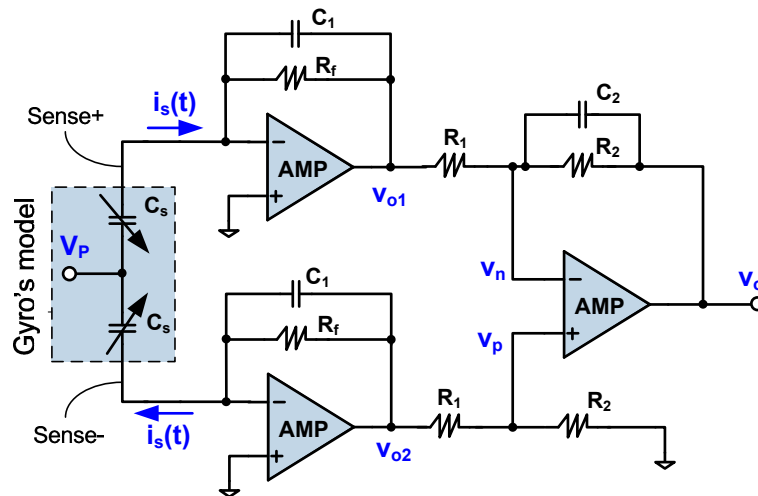 C1
Rf
is(t)
Sense+
AMP
vo1
R1
C2
R2
Gyro's model
Cs
VP
Cs
vn
vp
AMP
C1
Rf
AMP
vo2
R1
R2
Sense-
is(t)